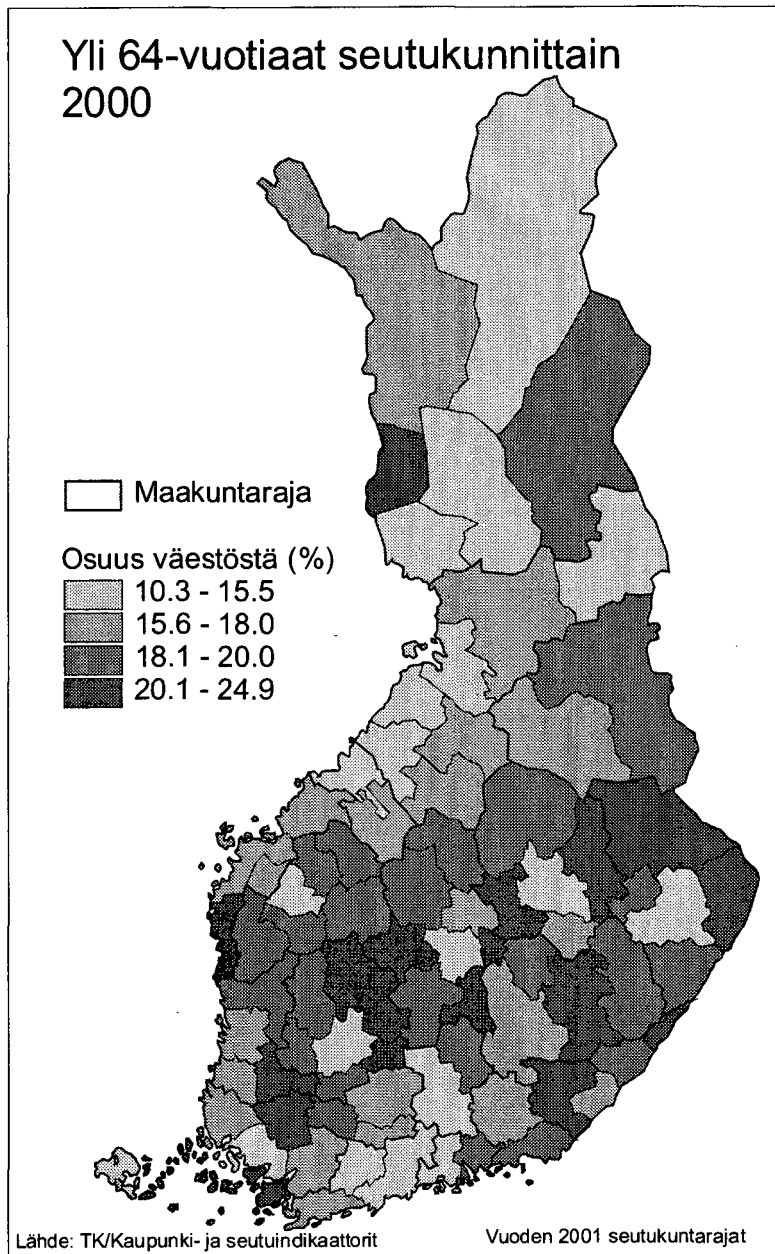 Yli 64-vuotiaat seutukunnittain
2000
Maakuntaraja
Osuus väestöstä (%)
10.3 - 15.5
15.6 - 18.0
18.1 - 20.0
20.1 - 24.9
Lähde: TK/Kaupunki- ja seutuindikaattorit
Vuoden 2001 seutukuntarajat